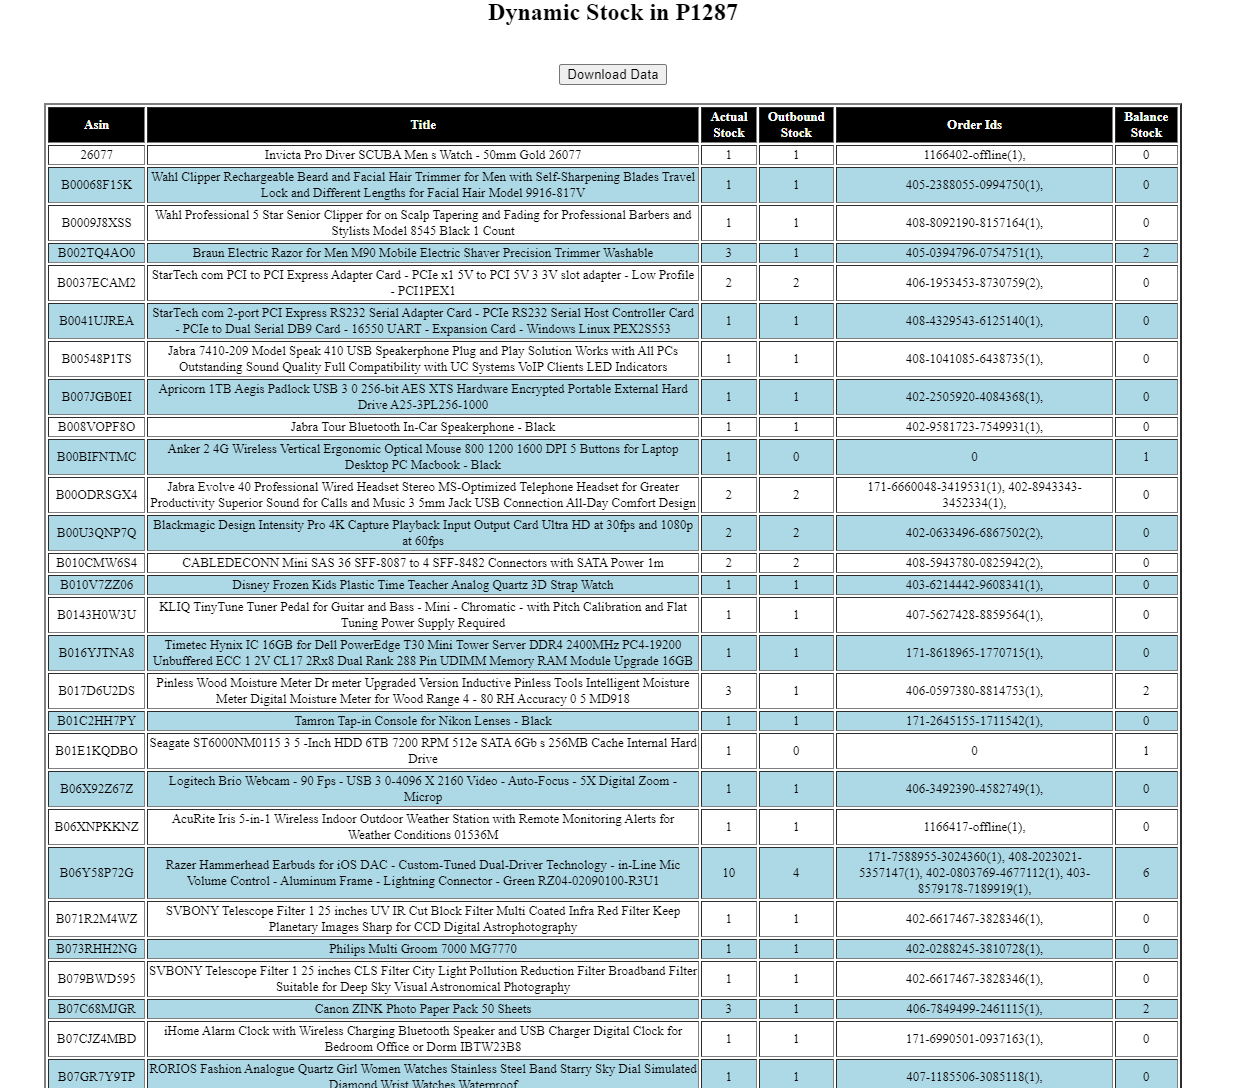 Dynamic Stock in P1287
Download Data
Asin Title Actual Stock Outbound Stock Order Ids Balance Stock
26077 Invicta Pro Diver SCUBA Men s Watch - 50mm Gold 26077 1 1 1166402-offline(1), 0
B00068F15K Wahl Clipper Rechargeable Beard and Facial Hair Trimmer for Men with Self-Sharpening Blades Travel
Lock and Different Lengths for Facial Hair Model 9916-817V 1 1 405-2388055-0994750(1), 0
B0009J8XSS Wahl Professional 5 Star Senior Clipper for on Scalp Tapering and Fading for Professional Barbers and
Stylists Model 8545 Black 1 Count 1 1 408-8092190-8157164(1), 0
B002TQ4AO0 Braun Electric Razor for Men M90 Mobile Electric Shaver Precision Trimmer Washable 3 1 405-0394796-0754751(1), 2
B0037ECAM2 StarTech com PCI to PCI Express Adapter Card - PCIe x1 5V to PCI 5V 3 3V slot adapter - Low Profile
- PCI1PEX1 2 2 406-1953453-8730759(2), 0
B0041UJREA StarTech com 2-port PCI Express RS232 Serial Adapter Card - PCIe RS232 Serial Host Controller Card
- PCIe to Dual Serial DB9 Card - 16550 UART - Expansion Card - Windows Linux PEX2S553 1 1 408-4329543-6125140(1), 0
B00548P1TS Jabra 7410-209 Model Speak 410 USB Speakerphone Plug and Play Solution Works with All PCs
Outstanding Sound Quality Full Compatibility with UC Systems VoIP Clients LED Indicators 1 1 408-1041085-6438735(1), 0
B007JGB0EI Apricorn 1TB Aegis Padlock USB 3 0 256-bit AES XTS Hardware Encrypted Portable External Hard
Drive A25-3PL256-1000 1 1 402-2505920-4084368(1), 0
B008VOPF8O Jabra Tour Bluetooth In-Car Speakerphone - Black 1 1 402-9581723-7549931(1), 0
B00BIFNTMC Anker 2 4G Wireless Vertical Ergonomic Optical Mouse 800 1200 1600 DPI 5 Buttons for Laptop
Desktop PC Macbook - Black 1 0 0 1
B00ODRSGX4 Jabra Evolve 40 Professional Wired Headset Stereo MS-Optimized Telephone Headset for Greater
Productivity Superior Sound for Calls and Music 3 5mm Jack USB Connection All-Day Comfort Design 2 2 171-6660048-3419531(1), 402-8943343-
3452334(1), 0
B00U3QNP7Q Blackmagic Design Intensity Pro 4K Capture Playback Input Output Card Ultra HD at 30fps and 1080p
at 60fps 2 2 402-0633496-6867502(2), 0
B010CMW6S4 CABLEDECONN Mini SAS 36 SFF-8087 to 4 SFF-8482 Connectors with SATA Power 1m 2 2 408-5943780-0825942(2), 0
B010V7ZZ06 Disney Frozen Kids Plastic Time Teacher Analog Quartz 3D Strap Watch 1 1 403-6214442-9608341(1), 0
B0143H0W3U KLIQ TinyTune Tuner Pedal for Guitar and Bass - Mini - Chromatic - with Pitch Calibration and Flat
Tuning Power Supply Required 1 1 407-5627428-8859564(1), 0
B016YJTNA8 Timetec Hynix IC 16GB for Dell PowerEdge T30 Mini Tower Server DDR4 2400MHz PC4-19200
Unbuffered ECC 1 2V CL17 2Rx8 Dual Rank 288 Pin UDIMM Memory RAM Module Upgrade 16GB 1 1 171-8618965-1770715(1), 0
B017D6U2DS Pinless Wood Moisture Meter Dr meter Upgraded Version Inductive Pinless Tools Intelligent Moisture
Meter Digital Moisture Meter for Wood Range 4 - 80 RH Accuracy 0 5 MD918 3 1 406-0597380-8814753(1), 2
B01C2HH7PY Tamron Tap-in Console for Nikon Lenses - Black 1 1 171-2645155-1711542(1), 0
B01E1KQDBO Seagate ST6000NM0115 3 5 -Inch HDD 6TB 7200 RPM 512e SATA 6Gb s 256MB Cache Internal Hard
Drive 1 0 0 1
B06X92Z67Z Logitech Brio Webcam - 90 Fps - USB 3 0-4096 X 2160 Video - Auto-Focus - 5X Digital Zoom -
Microp 1 1 406-3492390-4582749(1), 0
B06XNPKKNZ AcuRite Iris 5-in-1 Wireless Indoor Outdoor Weather Station with Remote Monitoring Alerts for
Weather Conditions 01536M 1 1 1166417-offline(1), 0
B06Y58P72G Razer Hammerhead Earbuds for iOS DAC - Custom-Tuned Dual-Driver Technology - in-Line Mic
Volume Control - Aluminum Frame - Lightning Connector - Green RZ04-02090100-R3U1 10 4 171-7588955-3024360(1), 408-2023021-
5357147(1), 402-0803769-4677112(1), 403-
8579178-7189919(1), 6
B071R2M4WZ SVBONY Telescope Filter 1 25 inches UV IR Cut Block Filter Multi Coated Infra Red Filter Keep
Planetary Images Sharp for CCD Digital Astrophotography 1 1 402-6617467-3828346(1), 0
B073RHH2NG Philips Multi Groom 7000 MG7770 1 1 402-0288245-3810728(1), 0
B079BWD595 SVBONY Telescope Filter 1 25 inches CLS Filter City Light Pollution Reduction Filter Broadband Filter
Suitable for Deep Sky Visual Astronomical Photography 1 1 402-6617467-3828346(1), 0
B07C68MJGR Canon ZINK Photo Paper Pack 50 Sheets 3 1 406-7849499-2461115(1), 2
B07CJZ4MBD iHome Alarm Clock with Wireless Charging Bluetooth Speaker and USB Charger Digital Clock for
Bedroom Office or Dorm IBTW23B8 1 1 171-6990501-0937163(1), 0
B07GR7Y9TP RORIOS Fashion Analogue Quartz Girl Women Watches Stainless Steel Band Starry Sky Dial Simulated
Diamond Wrist Watches Waterproof 1 1 407-1185506-3085118(1), 0